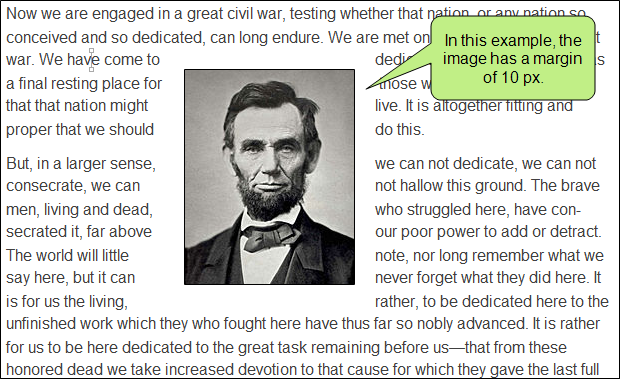 Now we are engaged in a great civil war, testing whether that nation, or any nation so
conceived and so dedicated, can long endure. We are met on
war. We have come to
a final resting place for those
that that nation might live. It is altogether fitting and
proper that we should do this.
In this example, the
image has a margin
of 10 px.
But, in a larger sense, we can not dedicate, we can not
consecrate, we can not hallow this ground. The brave
men, living and dead, who struggled here, have con-
secrated it, far above our poor power to add or detract.
The world will little note, nor long remember what we
say here, but it can never forget what they did here. It
is for us the living, rather, to be dedicated here to the
unfinished work which they who fought here have thus far so nobly advanced. It is rather
for us to be here dedicated to the great task remaining before us—that from these
honored dead we take increased devotion to that cause for which they gave the last full